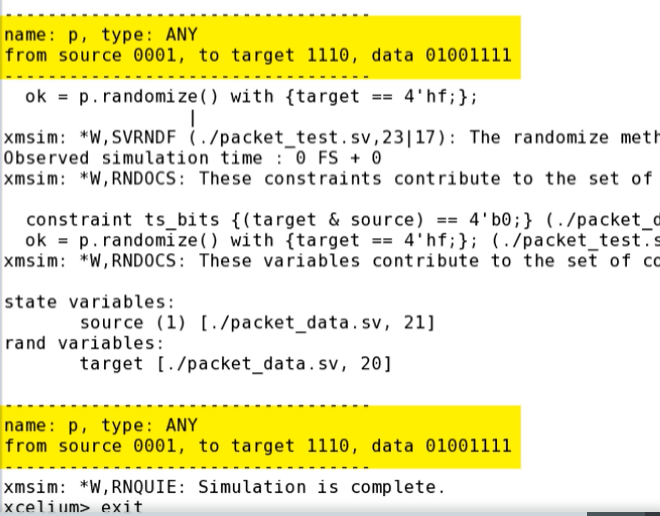 ----------------------------------
name: p, type: ANY
from source 0001, to target 1110, data 01001111
----------------------------------
ok = p.randomize() with {target == 4'hf;};
|
xmsim: *W,SVRNDF (./packet_test.sv,23|17): The randomize
Observed simulation time : 0 FS + 0
xmsim: *W,RNDOCS: These constraints contribute to the set of
constraint ts_bits {(target & source) == 4'b0;}
ok = p.randomize() with {target == 4'hf;};
xmsim: *W,RNDOCS: These variables contribute to the set of
state variables:
source (1) [./packet_data.sv, 21]
rand variables:
target [./packet_data.sv, 20]
----------------------------------
name: p, type: ANY
from source 0001, to target 1110, data 01001111
----------------------------------
xmsim: *W,RNQUIE: Simulation is complete.
xcelium> exit